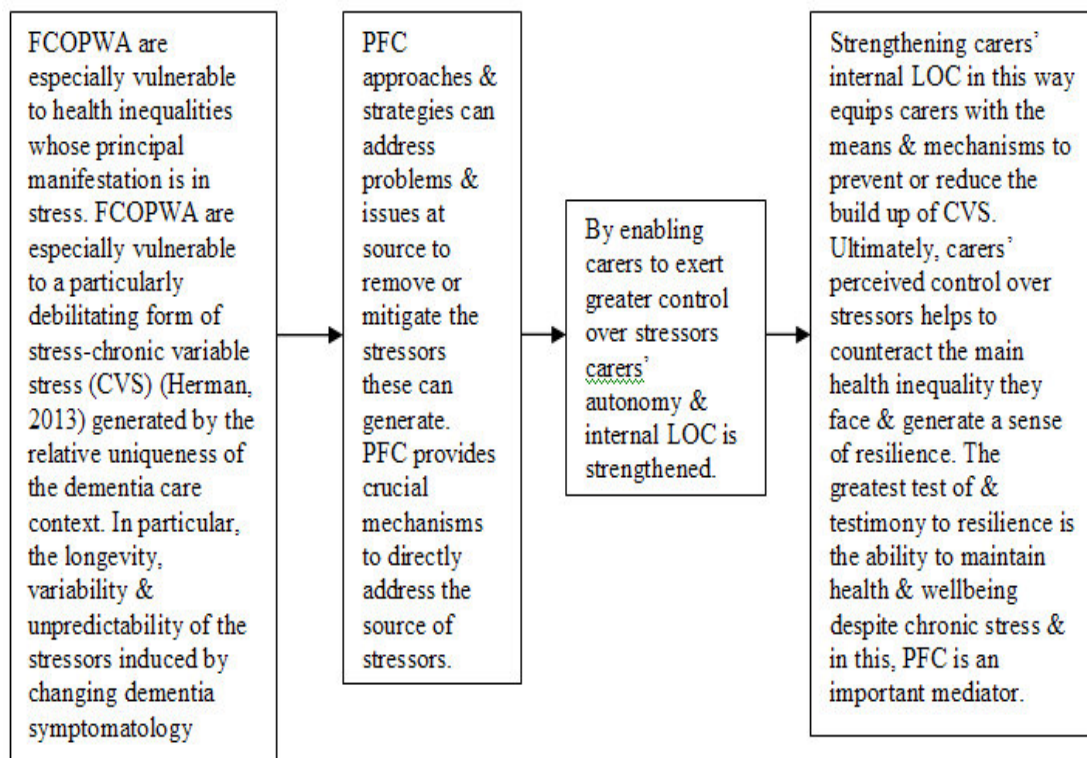 FCOPWA are
especially vulnerable
to health inequalities
whose principal
manifestation is in
stress. FCOPWA are
especially vulnerable
to a particularly
debilitating form of
stress-chronic variable
stress (CVS) (Herman,
2013) generated by the
relative uniqueness of
the dementia care
context. In particular,
the longevity,
variability &
unpredictability of the
stressors induced by
changing dementia
symptomatology
PFC
approaches &
strategies can
address
problems &
issues at
source to
remove or
mitigate the
stressors
these can
generate.
PFC provides
crucial
mechanisms
to directly
address the
source of
stressors.
By enabling
carers to exert
greater control
over stressors
carers’
autonomy &
internal LOC is
strengthened.
Strengthening carers’
internal LOC in this way
equips carers with the
means & mechanisms to
prevent or reduce the
build up of CVS.
Ultimately, carers’
perceived control over
stressors helps to
counteract the main
health inequality they
face & generate a sense
of resilience. The
greatest test of &
testimony to resilience is
the ability to maintain
health & wellbeing
despite chronic stress &
in this, PFC is an
important mediator.